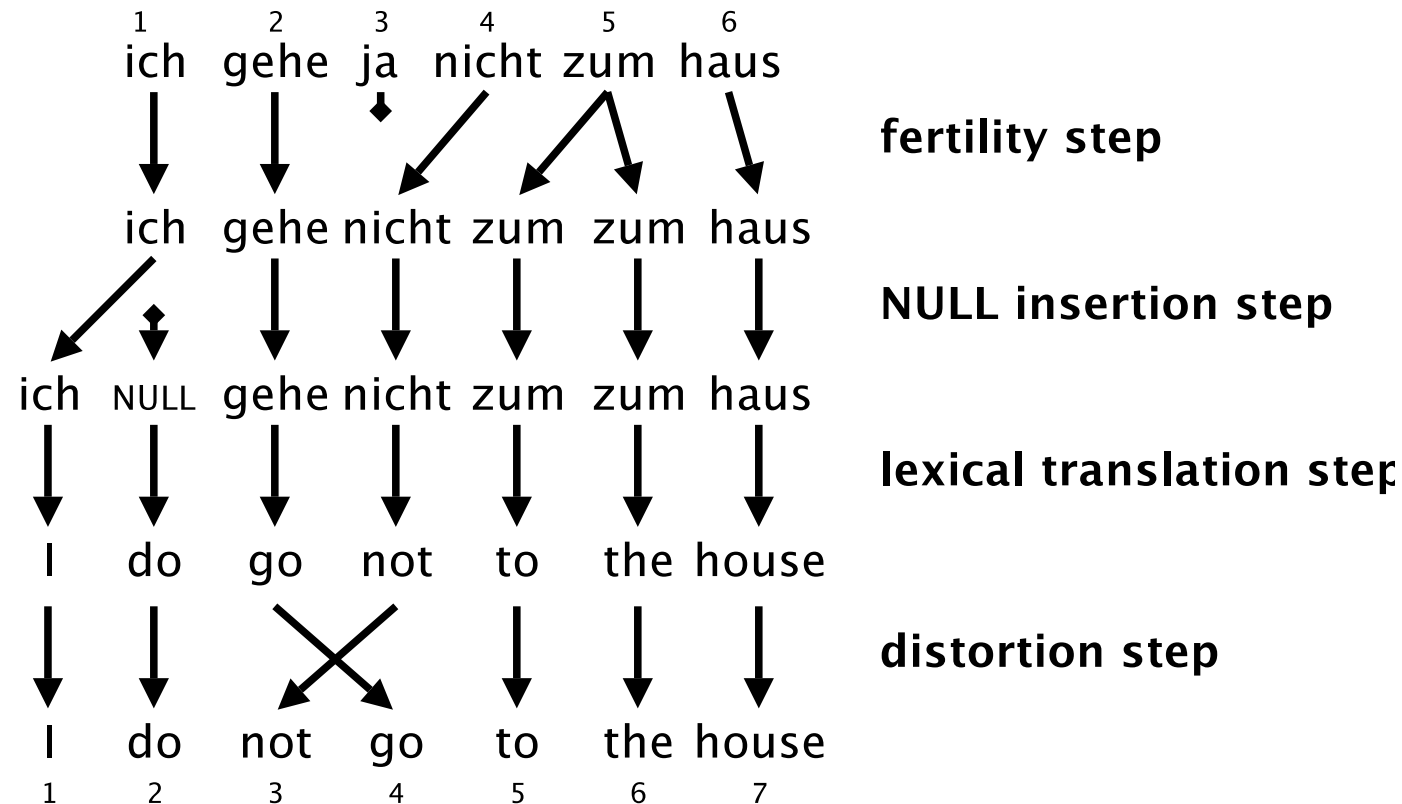 1 2 3 4 5 6
ich gehe ja nicht zum haus
fertility step
ich gehe nicht zum zum haus
NULL insertion step
ich NULL gehe nicht zum zum haus
lexical translation step
I do go not to the house
distortion step
I do not go to the house
1 2 3 4 5 6 7